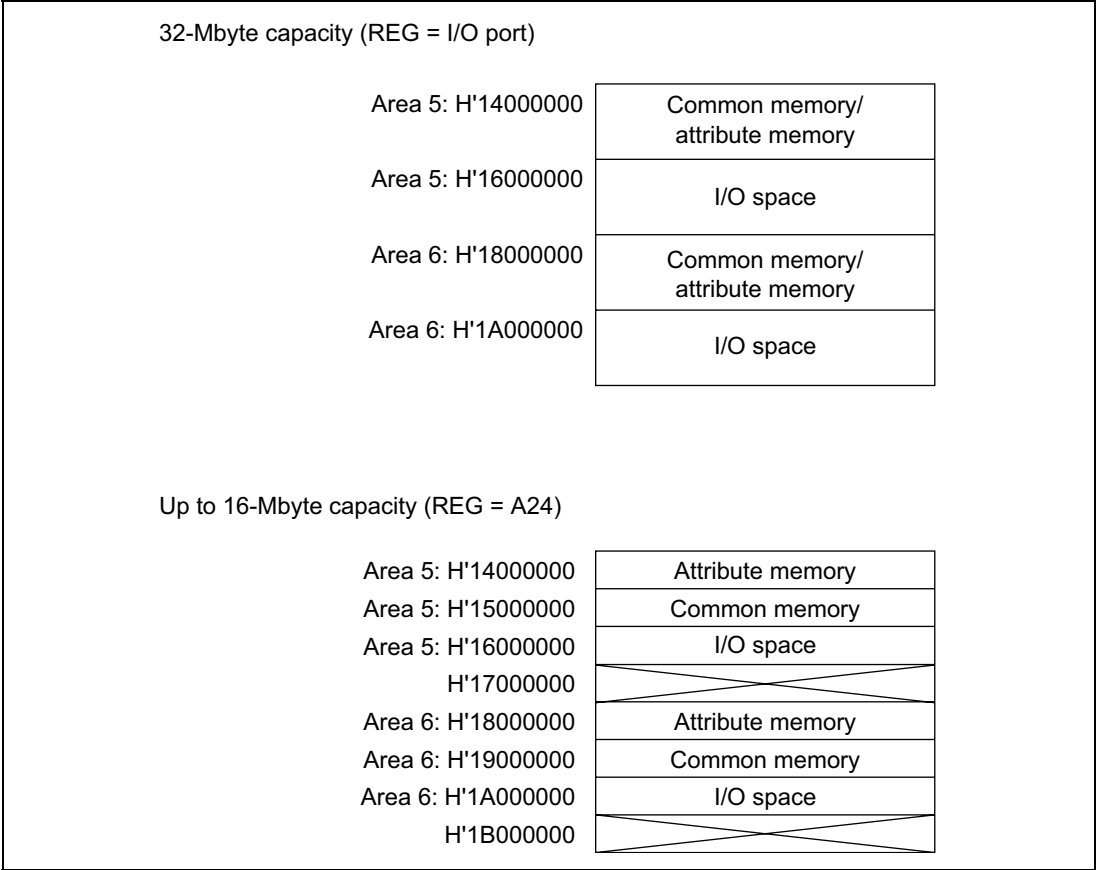 32-Mbyte capacity (REG = I/O port)
Area 5: H'14000000
Common memory/
attribute memory
Area 5: H'16000000
I/O space
Area 6: H'18000000
Common memory/
attribute memory
Area 6: H'1A000000
I/O space
Up to 16-Mbyte capacity (REG = A24)
Area 5: H'14000000 Attribute memory
Area 5: H'15000000 Common memory
Area 5: H'16000000 I/O space
H'17000000
Area 6: H'18000000 Attribute memory
Area 6: H'19000000 Common memory
Area 6: H'1A000000 I/O space
H'1B000000